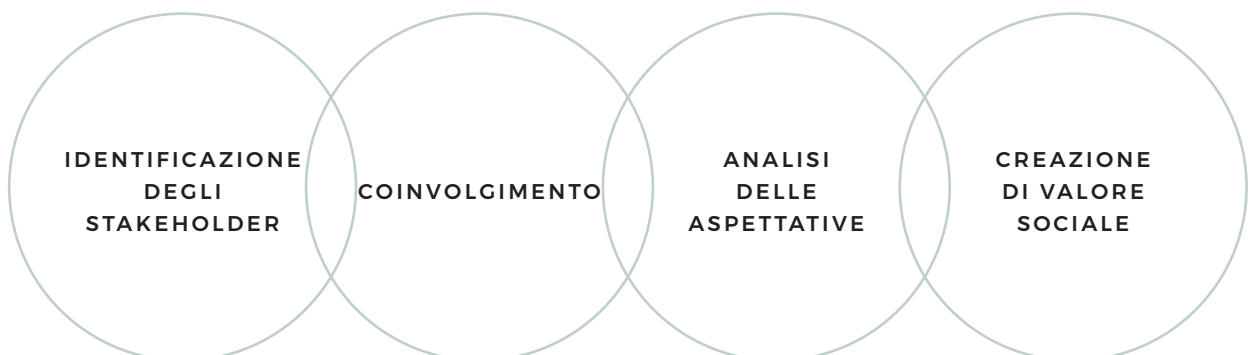 IDENTIFICAZIONE
DEGLI
STAKEHOLDER
COINVOLGIMENTO
ANALISI
DELLE
ASPETTATIVE
CREAZIONE
DI VALORE
SOCIALE